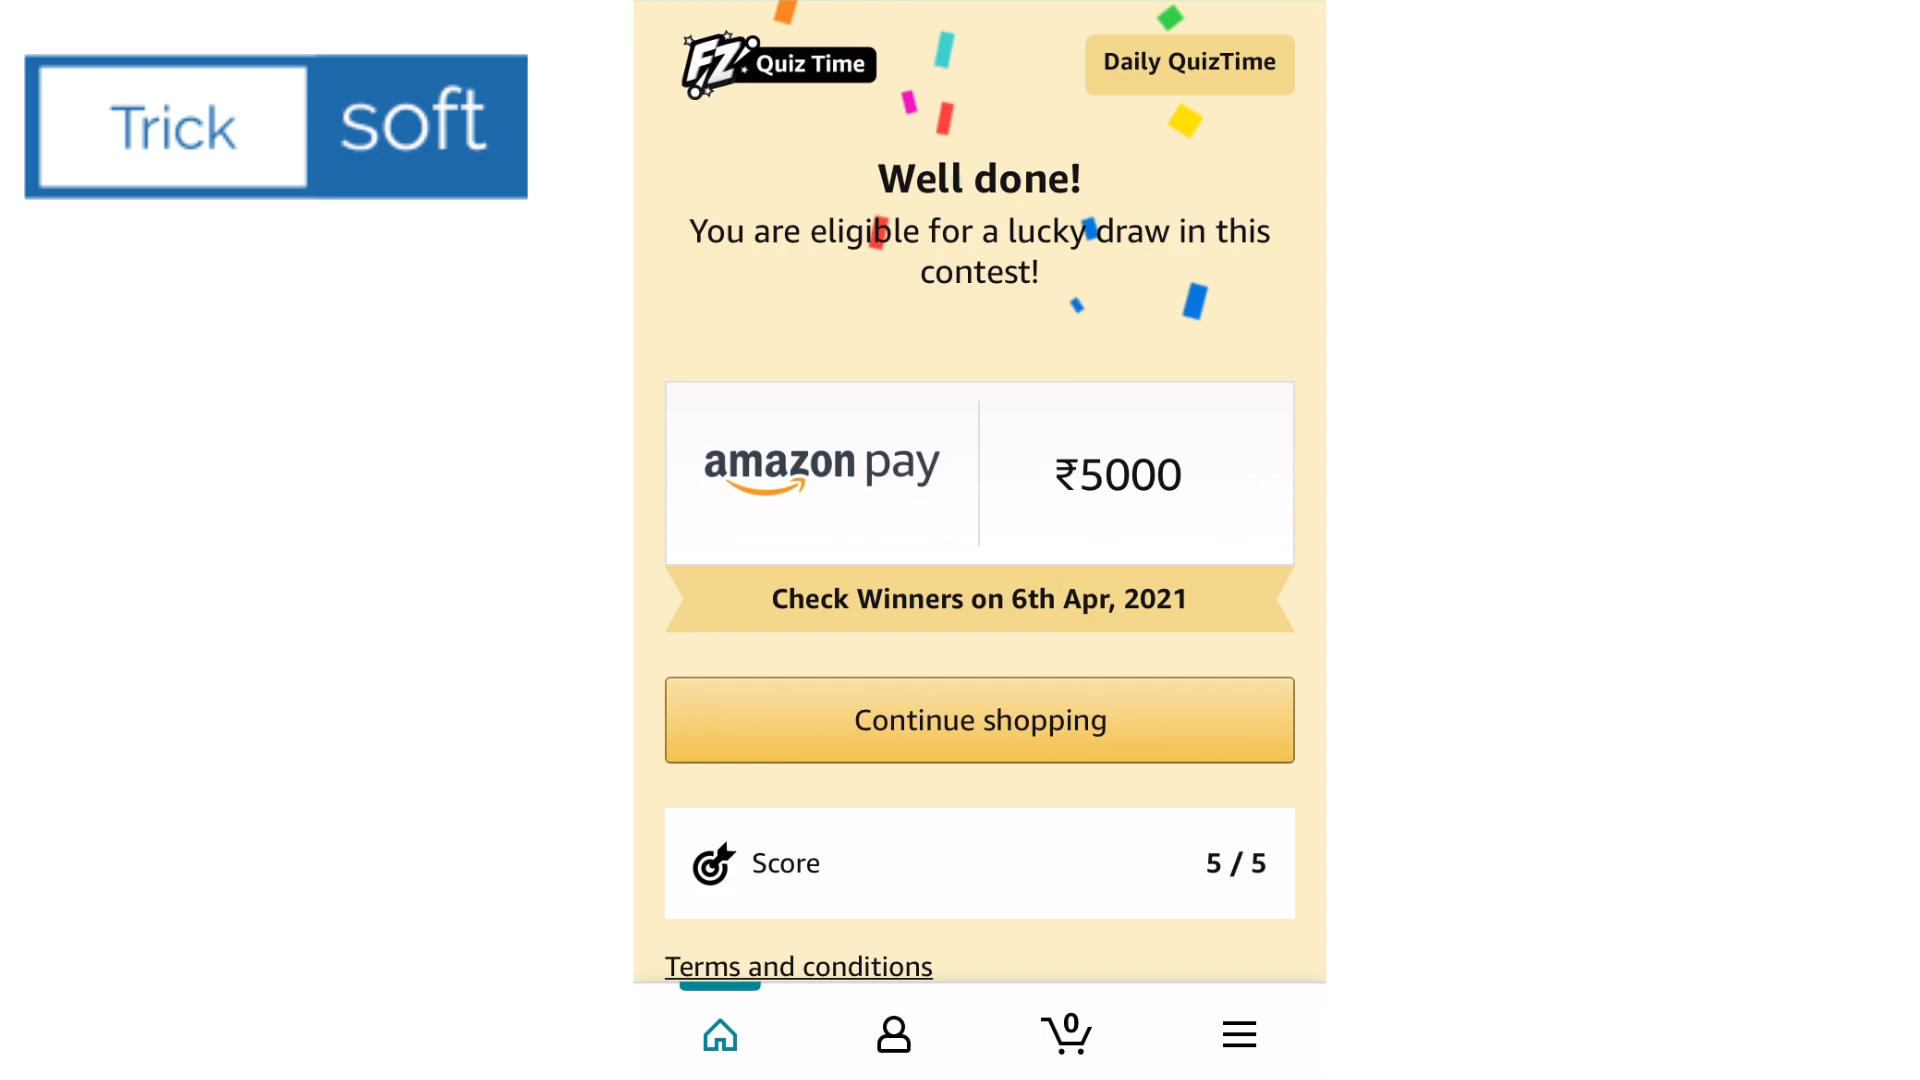 Trick soft
FZ Quiz Time
Daily QuizTime
Well done!
You are eligible for a lucky draw in this
contest!
amazon pay
₹5000
Check Winners on 6th Apr, 2021
Continue shopping
Score
5 / 5
Terms and conditions
0